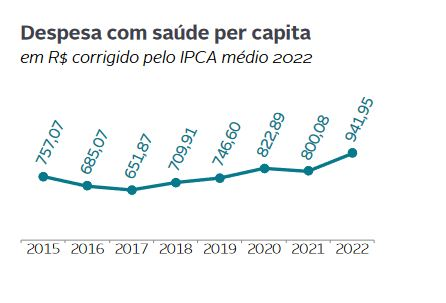 Despesa com saúde per capita
em R$ corrigido pelo IPCA médio 2022
757,07 685,07 651,87 709,91 746,60 822,89 800,08 941,95
2015 2016 2017 2018 2019 2020 2021 2022